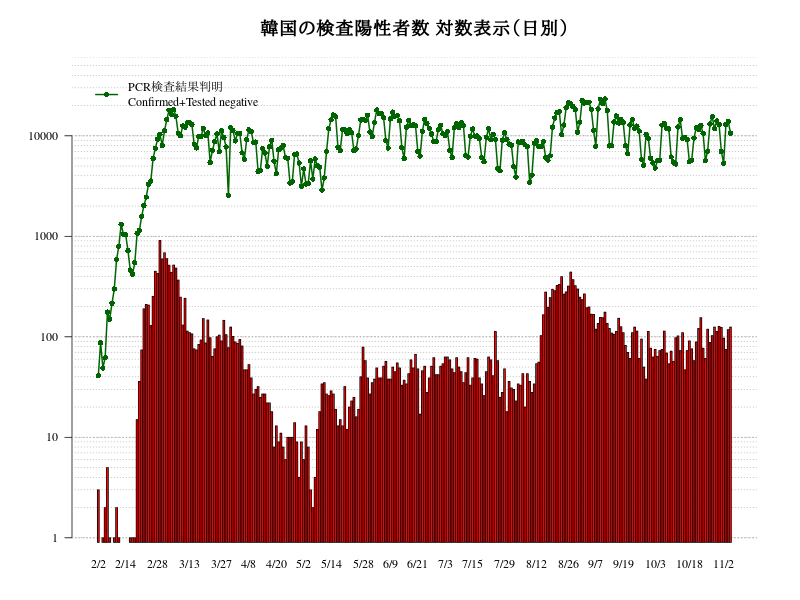 韓国の検査陽性者数 対数表示(日別)
PCR検査結果判明
Confirmed+Tested negative
10000
1000
100
10
1
2/2 2/14 2/28 3/13 3/27 4/8 4/20 5/2 5/14 5/28 6/9 6/21 7/3 7/15 7/29 8/12 8/26 9/7 9/19 10/3 10/18 11/2